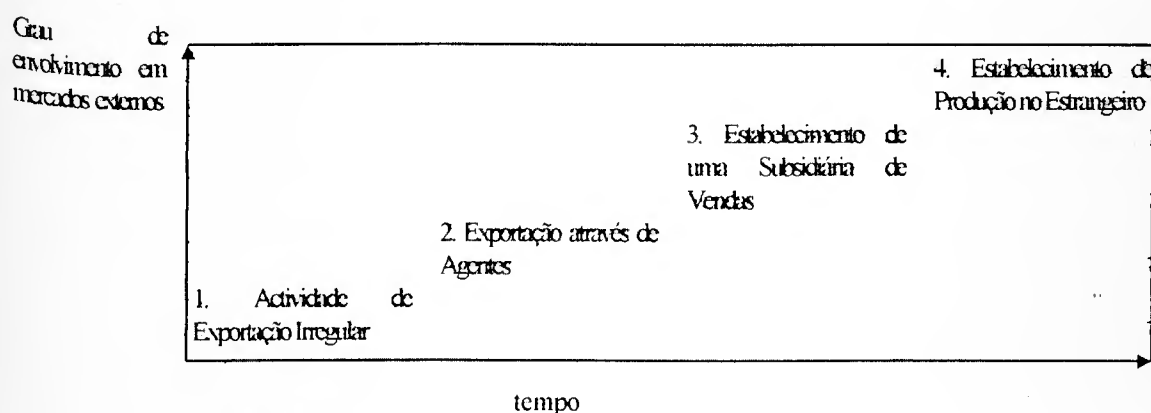 Grau de
envolvimento em
mercados externos
4. Estabelecimento de
Produção no Estrangeiro
3. Estabelecimento de
uma Subsidiária de
Vendas
2. Exportação através de
Agentes
1. Actividade de
Exportação Irregular
tempo